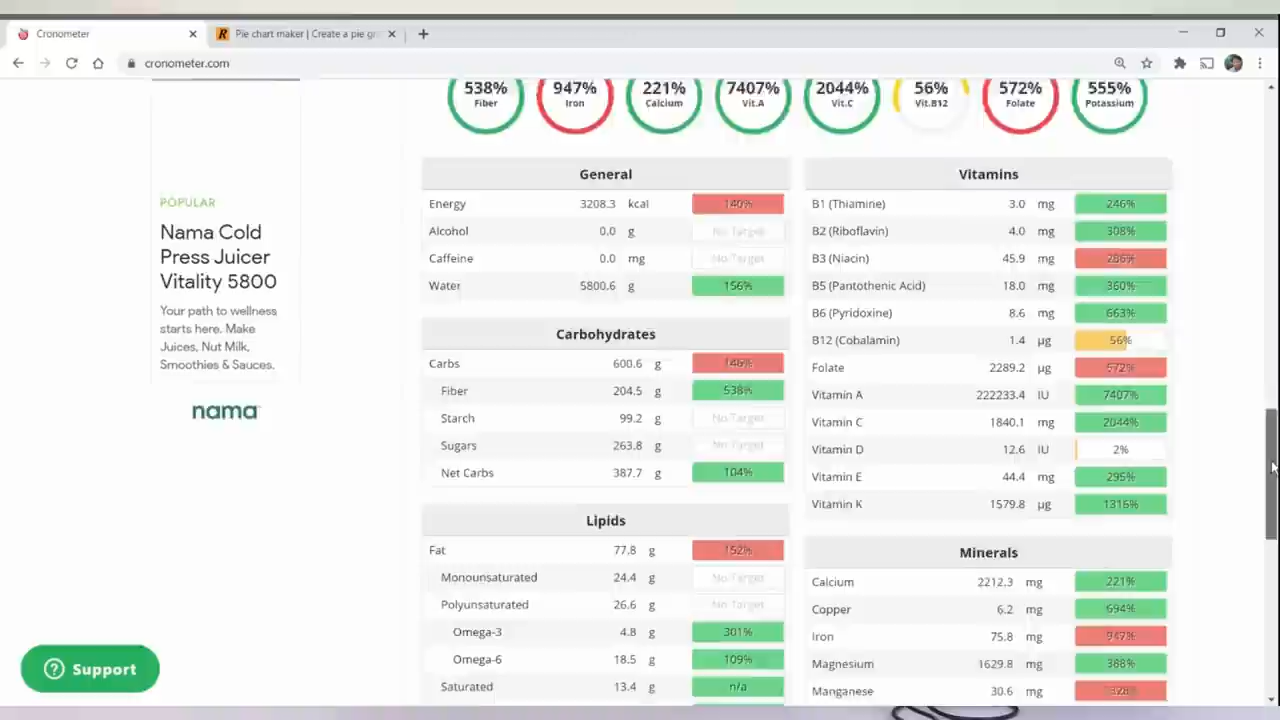 Cronometer
Pie chart maker | Create a pie gr
cronometer.com
538% 947% 221% 7407% 2044% 56% 572% 555%
Fiber Iron Calcium Vit.A Vit.C Vit.B12 Folate Potassium
POPULAR
Nama Cold
Press Juicer
Vitality 5800
Your path to wellness
starts here. Make
Juices, Nut Milk,
Smoothies & Sauces.
nama
General
Energy 3208.3 kcal 140%
Alcohol 0.0 g No Target
Caffeine 0.0 mg No Target
Water 5800.6 g 156%
Carbohydrates
Carbs 600.6 g 146%
Fiber 204.5 g 538%
Starch 99.2 g No Target
Sugars 263.8 g No Target
Net Carbs 387.7 g 104%
Lipids
Fat 77.8 g 152%
Monounsaturated 24.4 g No Target
Polyunsaturated 26.6 g No Target
Omega-3 4.8 g 301%
Omega-6 18.5 g 109%
Saturated 13.4 g n/a
Vitamins
B1 (Thiamine) 3.0 mg 246%
B2 (Riboflavin) 4.0 mg 308%
B3 (Niacin) 45.9 mg 286%
B5 (Pantothenic Acid) 18.0 mg 360%
B6 (Pyridoxine) 8.6 mg 663%
B12 (Cobalamin) 1.4 µg 56%
Folate 2289.2 µg 572%
Vitamin A 222233.4 IU 7407%
Vitamin C 1840.1 mg 2044%
Vitamin D 12.6 IU 2%
Vitamin E 44.4 mg 295%
Vitamin K 1579.8 µg 1316%
Minerals
Calcium 2212.3 mg 221%
Copper 6.2 mg 694%
Iron 75.8 mg 947%
Magnesium 1629.8 mg 388%
Manganese 30.6 mg
Support